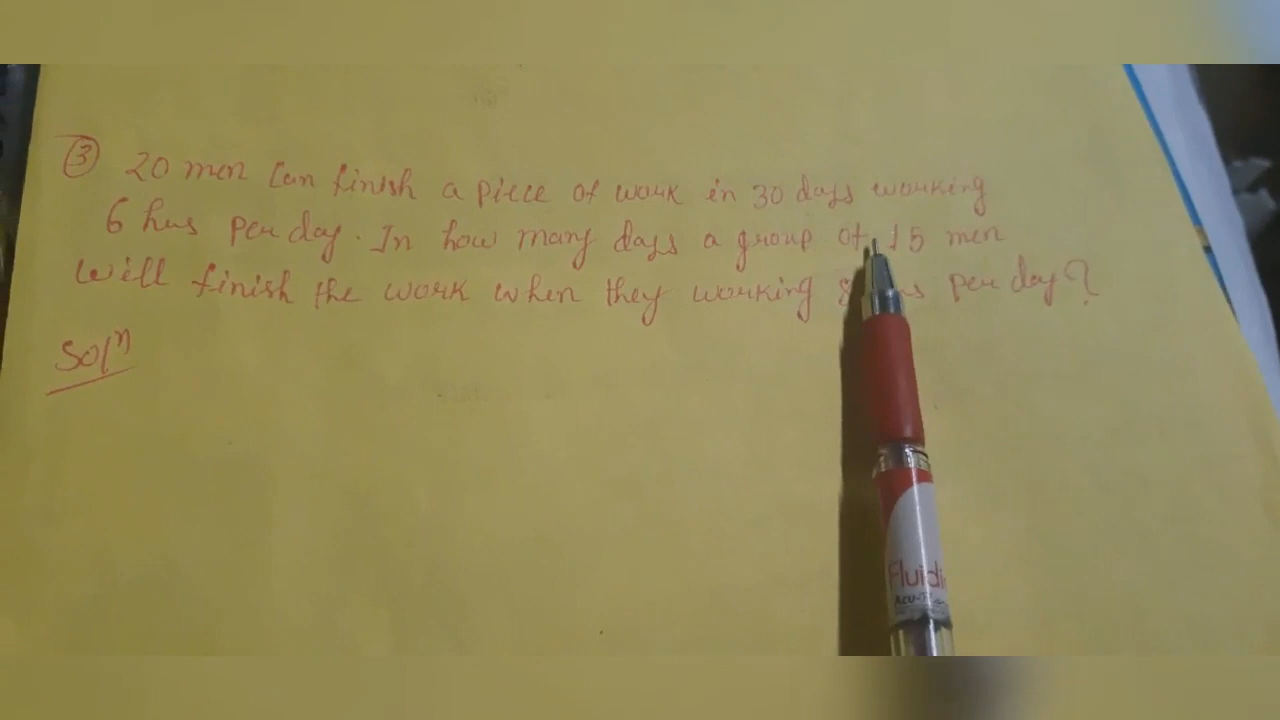 ③ 20 men can finish a piece of work in 30 days working
6 hrs per day. In how many days a group of 15 men
will finish the work when they working per day?
Solⁿ
Fluidi